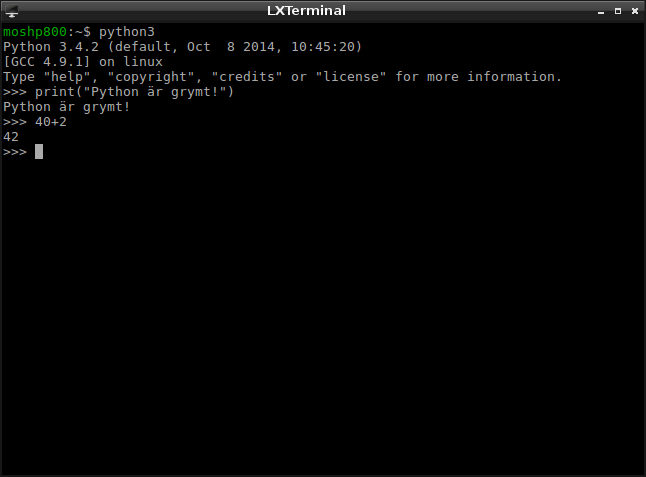 LXTerminal
moshp800:~$ python3
Python 3.4.2 (default, Oct  8 2014, 10:45:20)
[GCC 4.9.1] on linux
Type "help", "copyright", "credits" or "license" for more information.
>>> print("Python är grymt!")
Python är grymt!
>>> 40+2
42
>>>